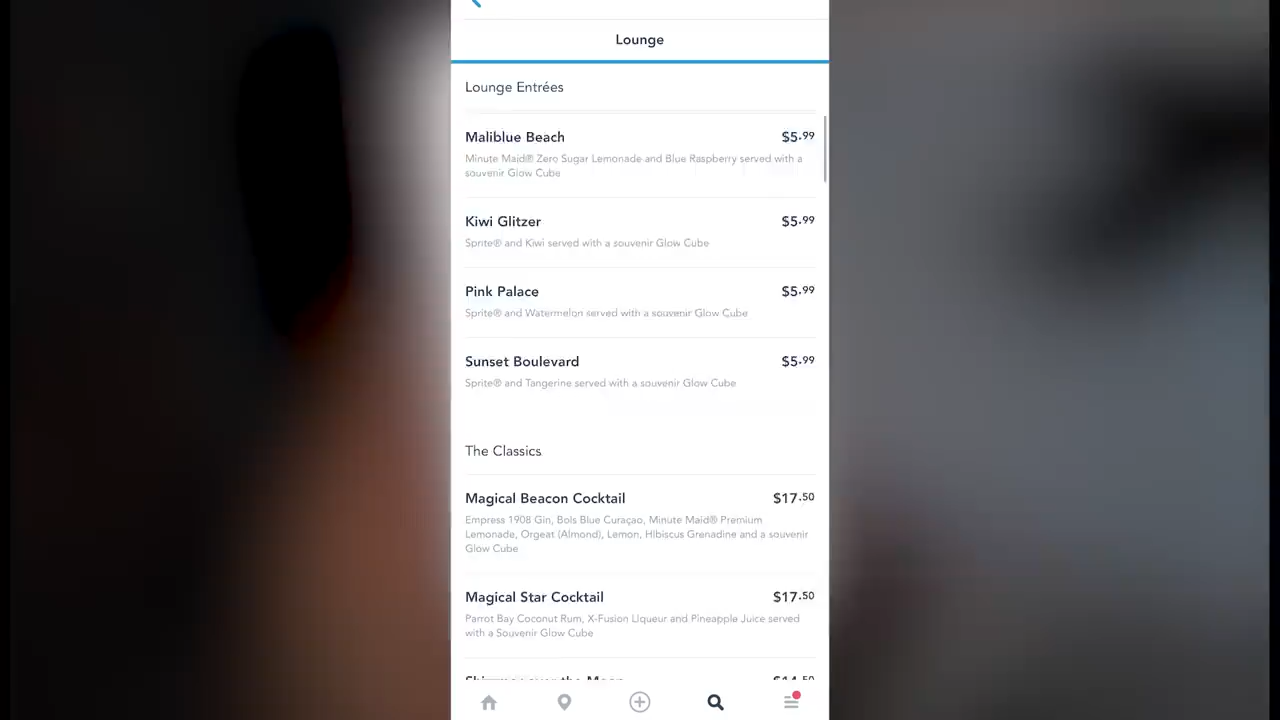 Lounge
Lounge Entrées
Maliblue Beach $5.99
Minute Maid® Zero Sugar Lemonade and Blue Raspberry served with a
souvenir Glow Cube
Kiwi Glitzer $5.99
Sprite® and Kiwi served with a souvenir Glow Cube
Pink Palace $5.99
Sprite® and Watermelon served with a souvenir Glow Cube
Sunset Boulevard $5.99
Sprite® and Tangerine served with a souvenir Glow Cube
The Classics
Magical Beacon Cocktail $17.50
Empress 1908 Gin, Bols Blue Curaçao, Minute Maid® Premium
Lemonade, Orgeat (Almond), Lemon, Hibiscus Grenadine and a souvenir
Glow Cube
Magical Star Cocktail $17.50
Parrot Bay Coconut Rum, X-Fusion Liqueur and Pineapple Juice served
with a Souvenir Glow Cube